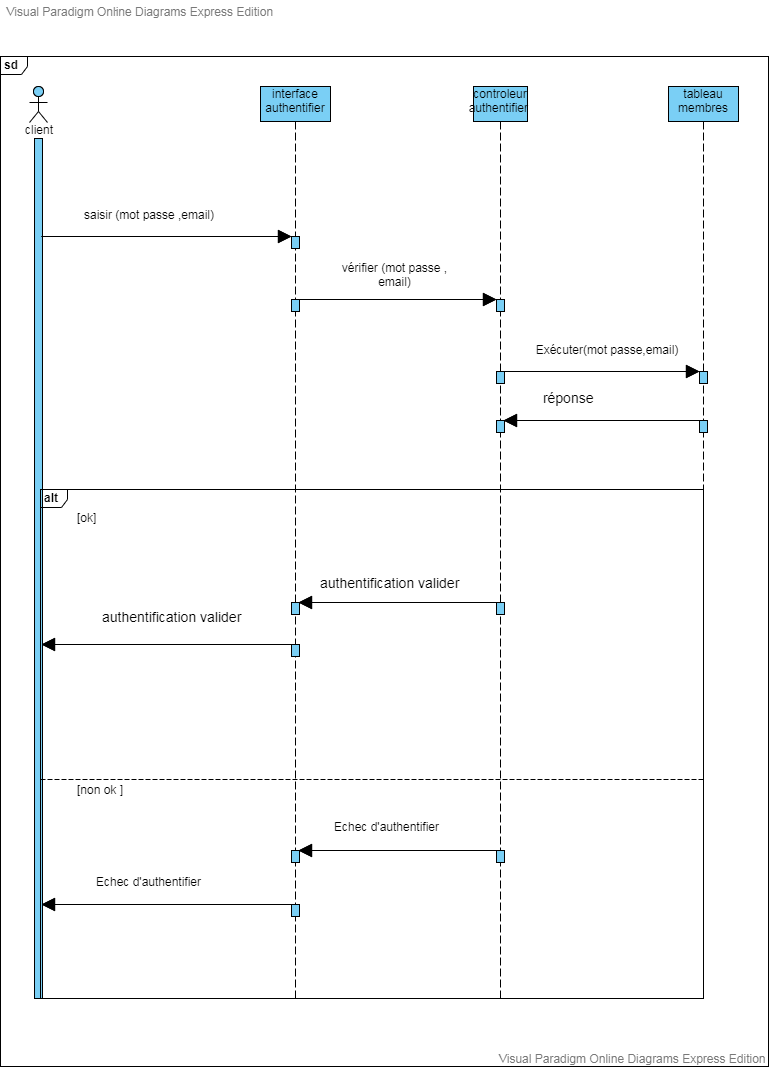 Visual Paradigm Online Diagrams Express Edition
sd
client
interface
authentifier
controleur
authentifier
tableau
membres
saisir (mot passe ,email)
vérifier (mot passe ,
email)
Exécuter(mot passe,email)
réponse
alt
[ok]
authentification valider
authentification valider
[non ok ]
Echec d'authentifier
Echec d'authentifier
Visual Paradigm Online Diagrams Express Edition